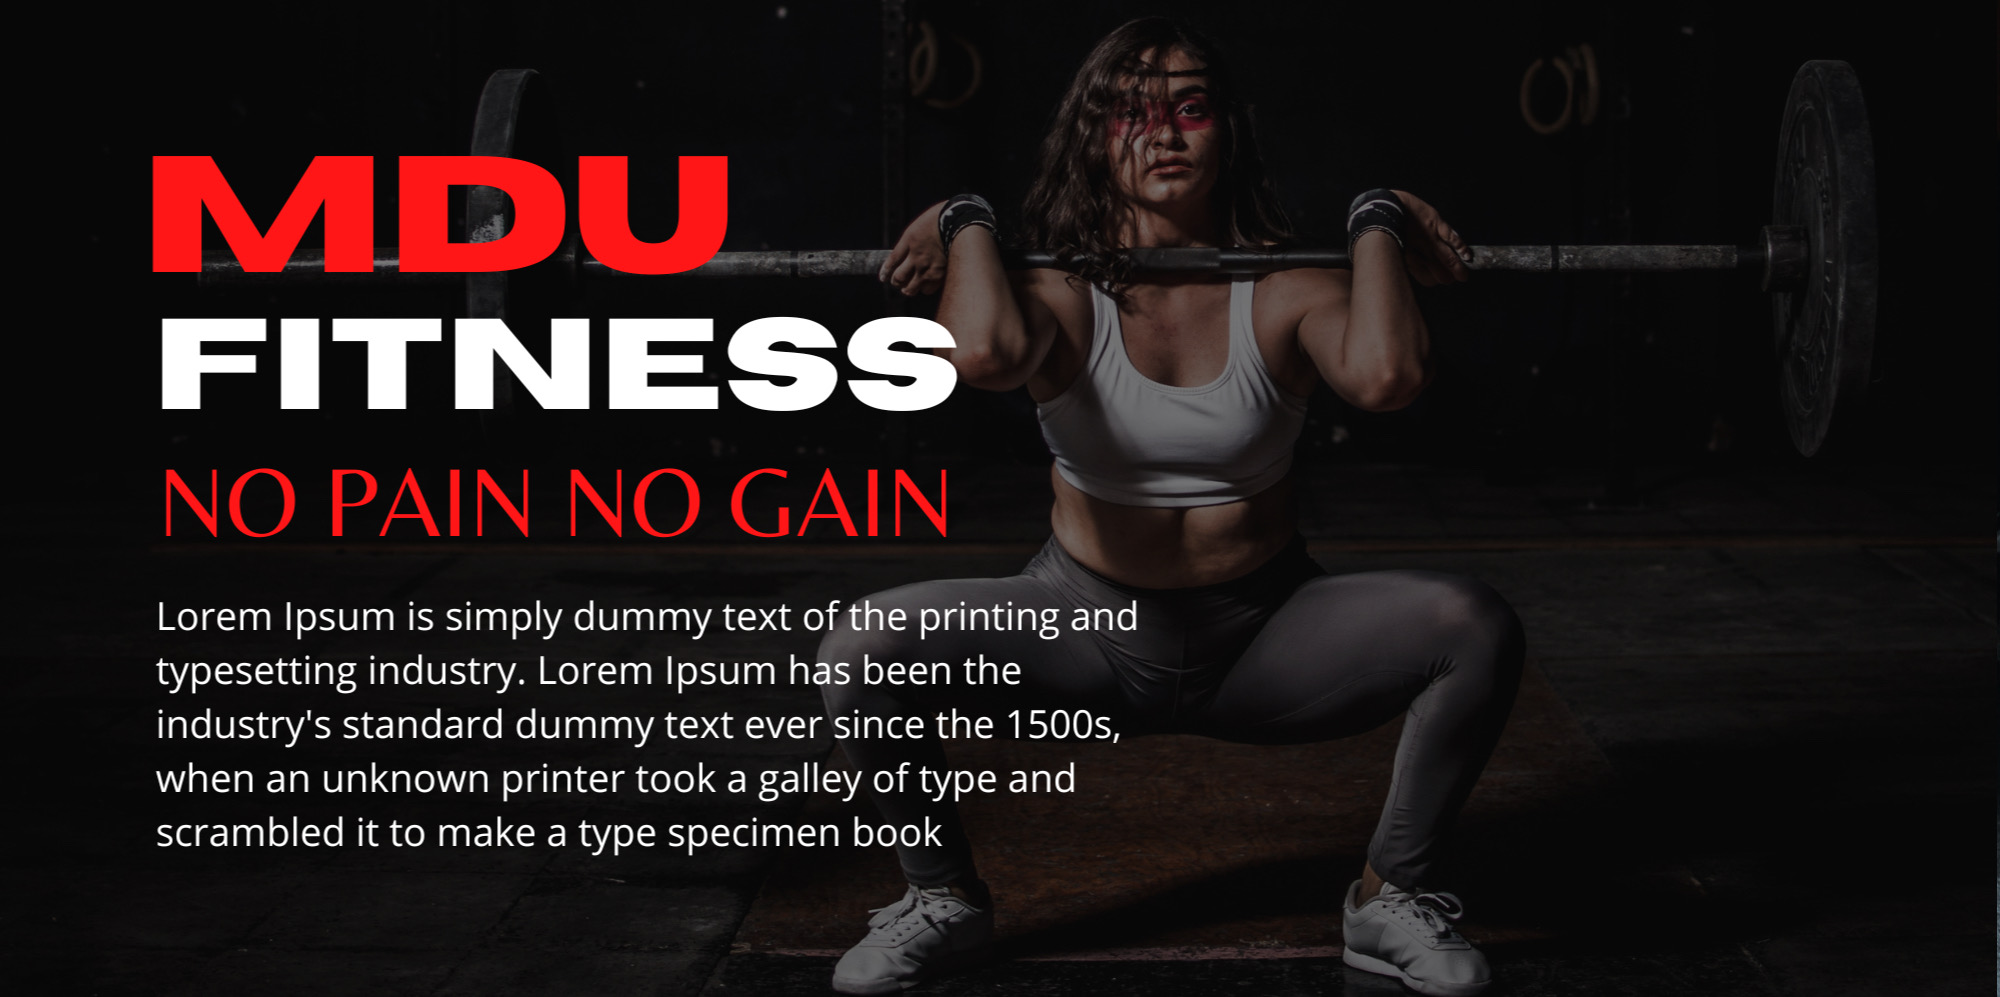 MDU
FITNESS
NO PAIN NO GAIN
Lorem Ipsum is simply dummy text of the printing and
typesetting industry. Lorem Ipsum has been the
industry's standard dummy text ever since the 1500s,
when an unknown printer took a galley of type and
scrambled it to make a type specimen book